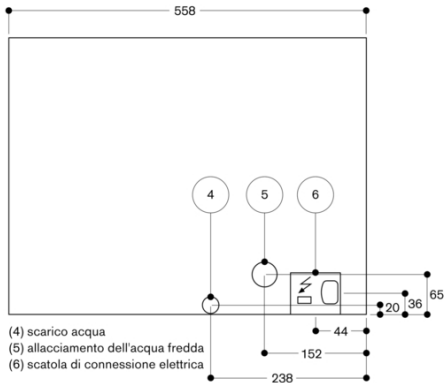 558
4 5 6
65
36
20
44
152
238
(4) scarico acqua
(5) allacciamento dell'acqua fredda
(6) scatola di connessione elettrica